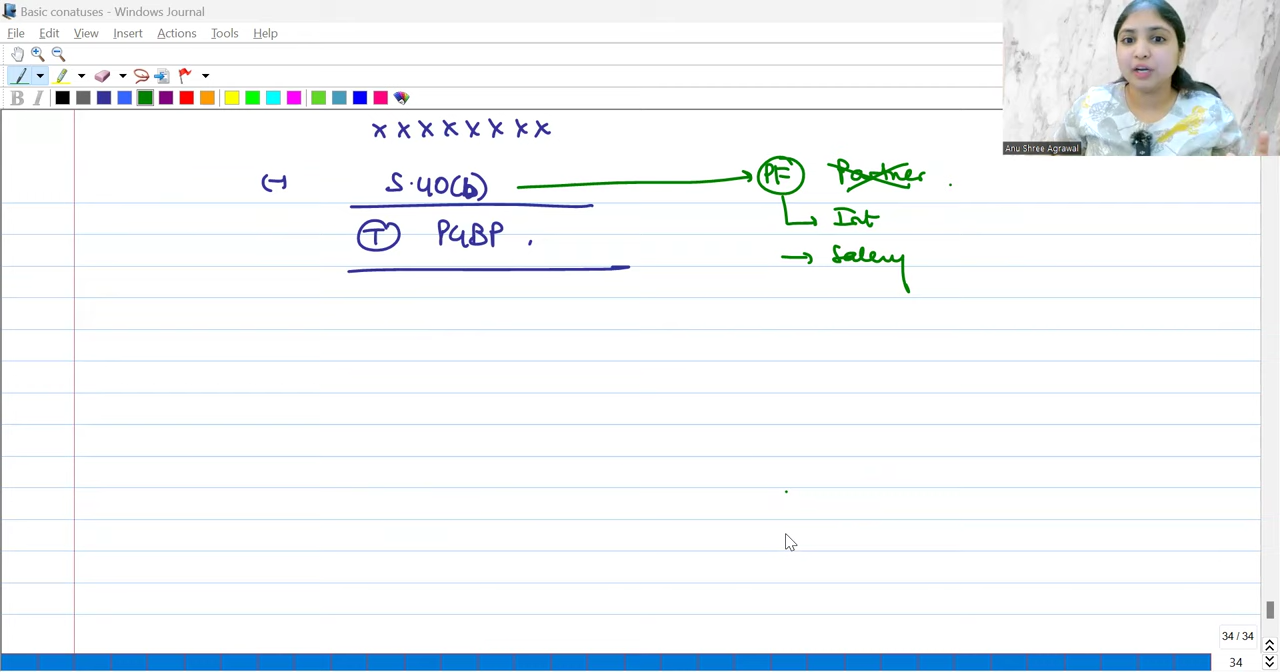 Basic conatuses - Windows Journal
File Edit View Insert Actions Tools Help
B I
Anu Shree Agrawal
x x x x x x x x
(-) S.40(b) PF Partner.
Int
T PGBP.
Salery
34 / 34
34